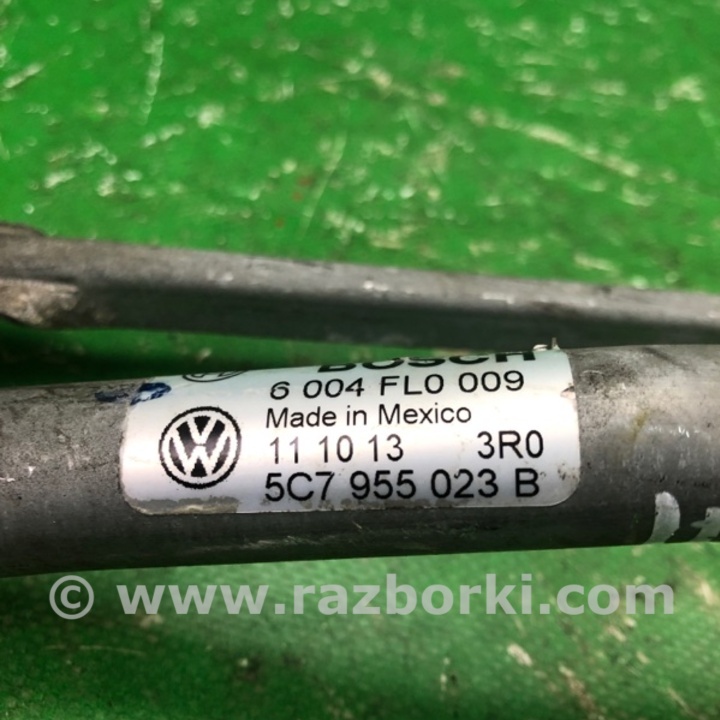 BOSCH
6 004 FL0 009
Made in Mexico
11 10 13 3R0
5C7 955 023 B
© www.razborki.com